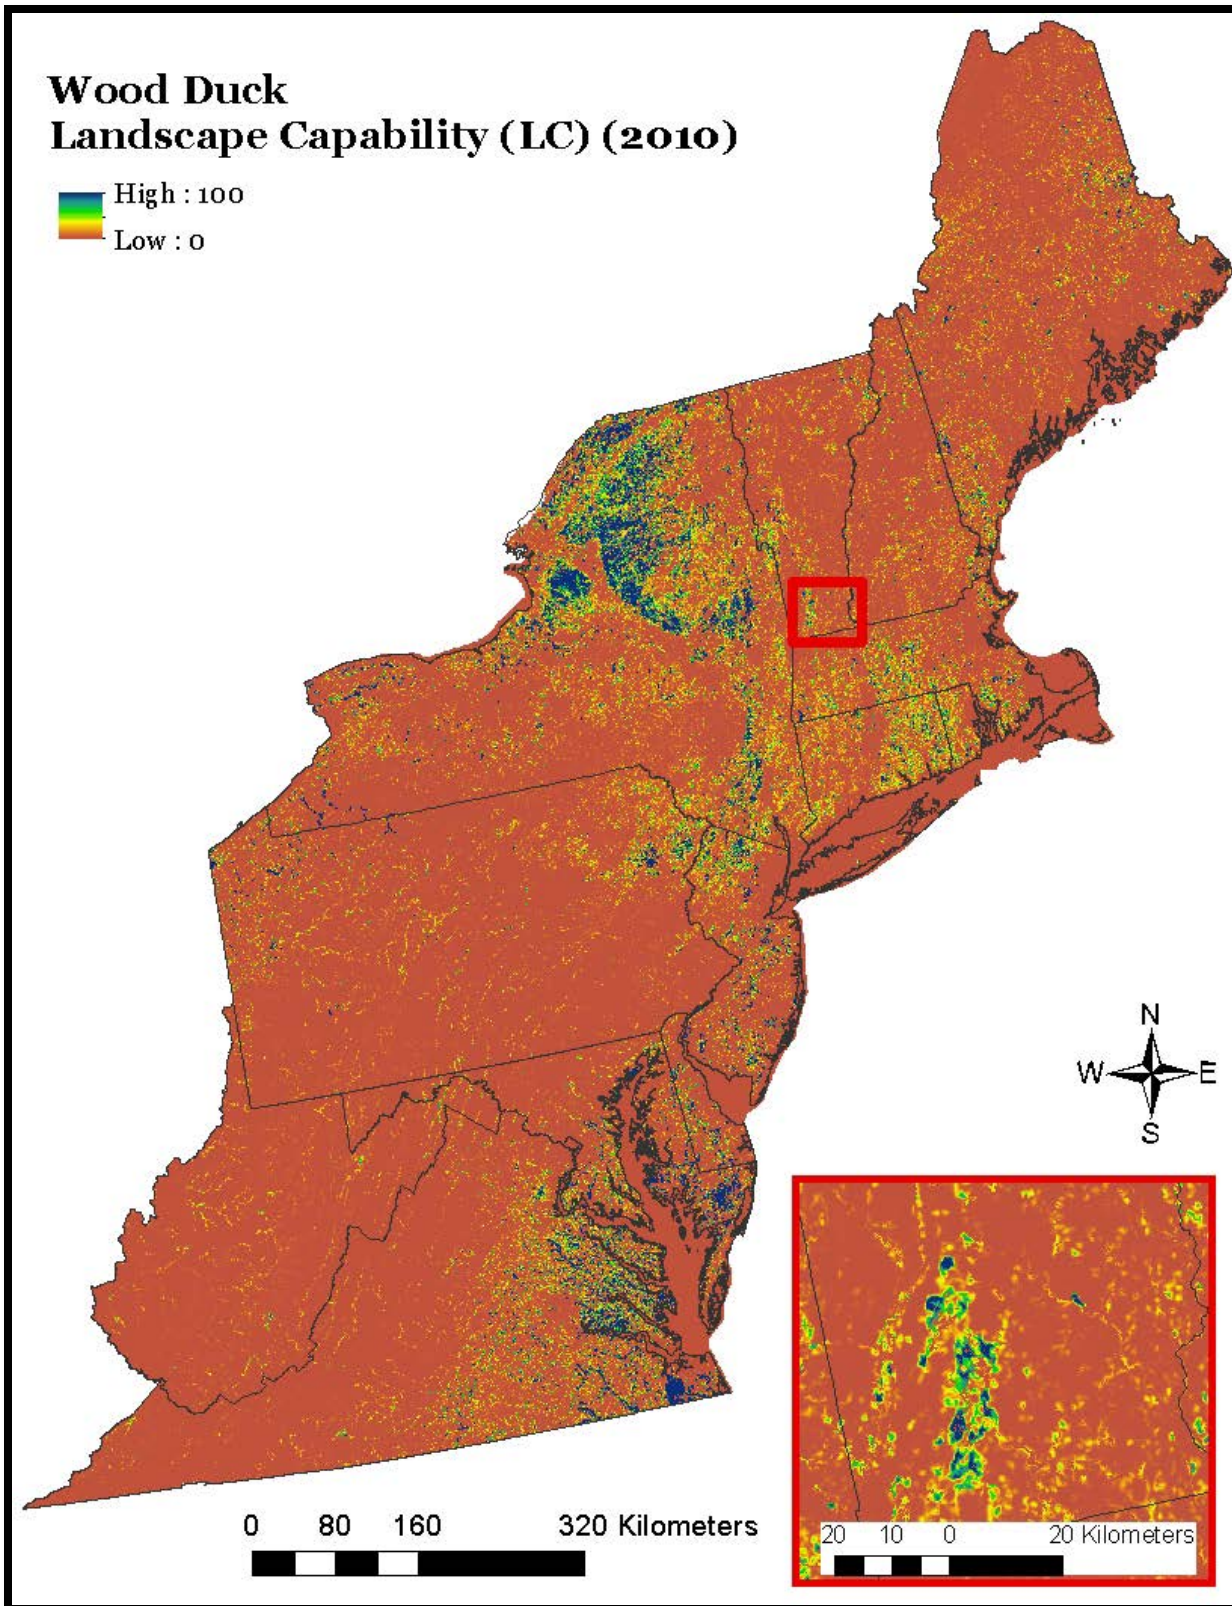 Wood Duck
Landscape Capability (LC) (2010)
High : 100
Low : 0
N
W E
S
0 80 160 320 Kilometers
20 10 0 20 Kilometers